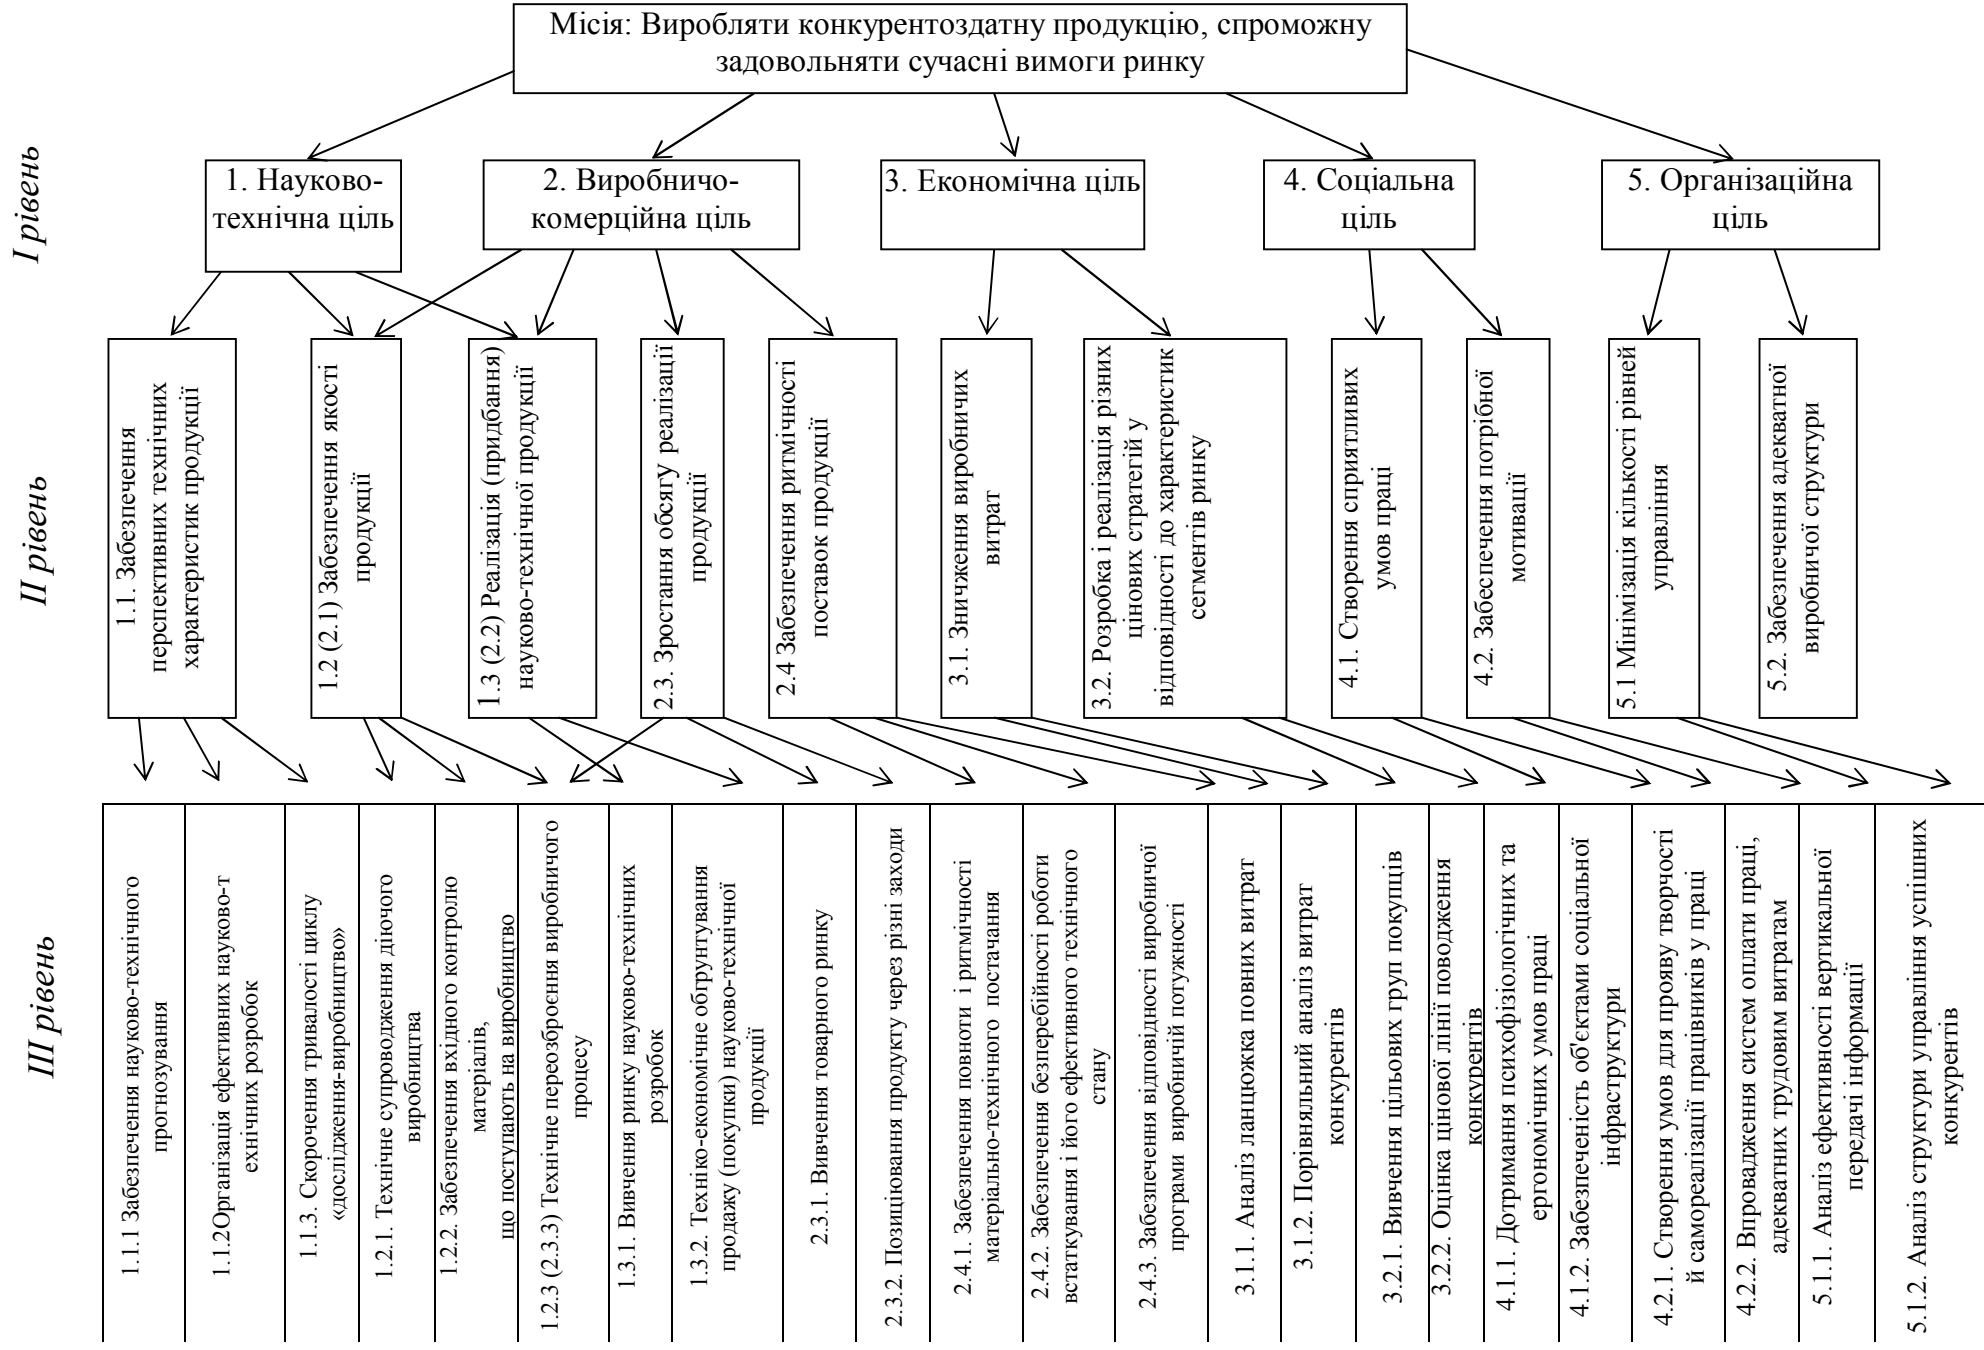 Місія: Виробляти конкурентоздатну продукцію, спроможну
задовольняти сучасні вимоги ринку
І рівень
1. Науково-
технічна ціль
2. Виробничо-
комерційна ціль
3. Економічна ціль
4. Соціальна
ціль
5. Організаційна
ціль
ІІ рівень
1.1. Забезпечення
перспективних технічних
характеристик продукції
1.2 (2.1) Забезпечення якості
продукції
1.3 (2.2) Реалізація (придбання)
науково-технічної продукції
2.3. Зростання обсягу реалізації
продукції
2.4 Забезпечення ритмічності
поставок продукції
3.1. Зниження виробничих
витрат
3.2. Розробка і реалізація різних
цінових стратегій у
відповідності до характеристик
сегментів ринку
4.1. Створення сприятливих
умов праці
4.2. Забеспечення потрібної
мотивації
5.1 Мінімізація кількості рівней
управління
5.2. Забезпечення адекватної
виробничої структури
ІІІ рівень
1.1.1 Забезпечення науково-технічного
прогнозування
1.1.2Організація ефективних науково-т
ехнічних розробок
1.1.3. Скорочення тривалості циклу
«дослідження-виробництво»
1.2.1. Технічне супроводження діючого
виробництва
1.2.2. Забезпечення вхідного контролю
матеріалів,
що поступають на виробництво
1.2.3 (2.3.3) Технічне переозброєння виробничого
процесу
1.3.1. Вивчення ринку науково-технічних
розробок
1.3.2. Техніко-економічне обґрунтування
продажу (покупки) науково-технічної
продукції
2.3.1. Вивчення товарного ринку
2.3.2. Позиціювання продукту через різні заходи
2.4.1. Забезпечення повноти і ритмічності
матеріально-технічного постачання
2.4.2. Забезпечення безперебійності роботи
встаткування і його ефективного технічного
стану
2.4.3. Забезпечення відповідності виробничої
програми виробничій потужності
3.1.1. Аналіз ланцюжка повних витрат
3.1.2. Порівняльний аналіз витрат
конкурентів
3.2.1. Вивчення цільових груп покупців
3.2.2. Оцінка цінової лінії поводження
конкурентів
4.1.1. Дотримання психофізіологічних та
ергономічних умов праці
4.1.2. Забезпеченість об'єктами соціальної
інфраструктури
4.2.1. Створення умов для прояву творчості
й самореалізації працівників у праці
4.2.2. Впровадження систем оплати праці,
адекватних трудовим витратам
5.1.1. Аналіз ефективності вертикальної
передачі інформації
5.1.2. Аналіз структури управління успішних
конкурентів